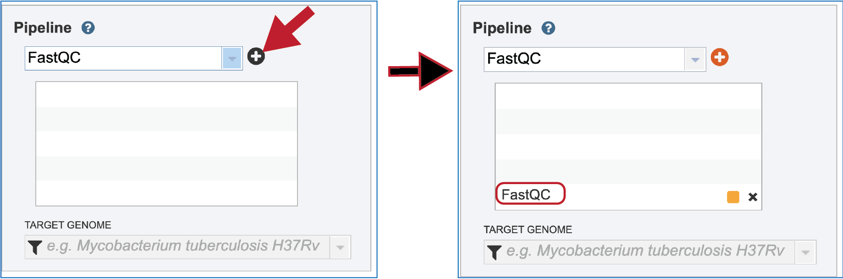 Pipeline ?
FastQC
TARGET GENOME
e.g. Mycobacterium tuberculosis H37Rv
Pipeline ?
FastQC
FastQC
TARGET GENOME
e.g. Mycobacterium tuberculosis H37Rv